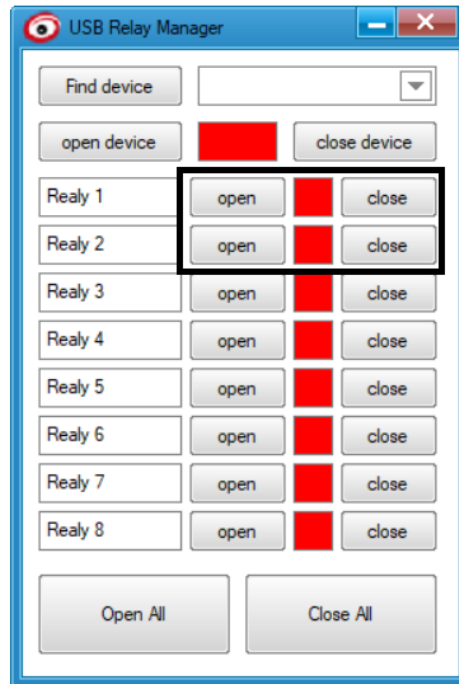 USB Relay Manager
Find device
open device close device
Realy 1 open close
Realy 2 open close
Realy 3 open close
Realy 4 open close
Realy 5 open close
Realy 6 open close
Realy 7 open close
Realy 8 open close
Open All Close All